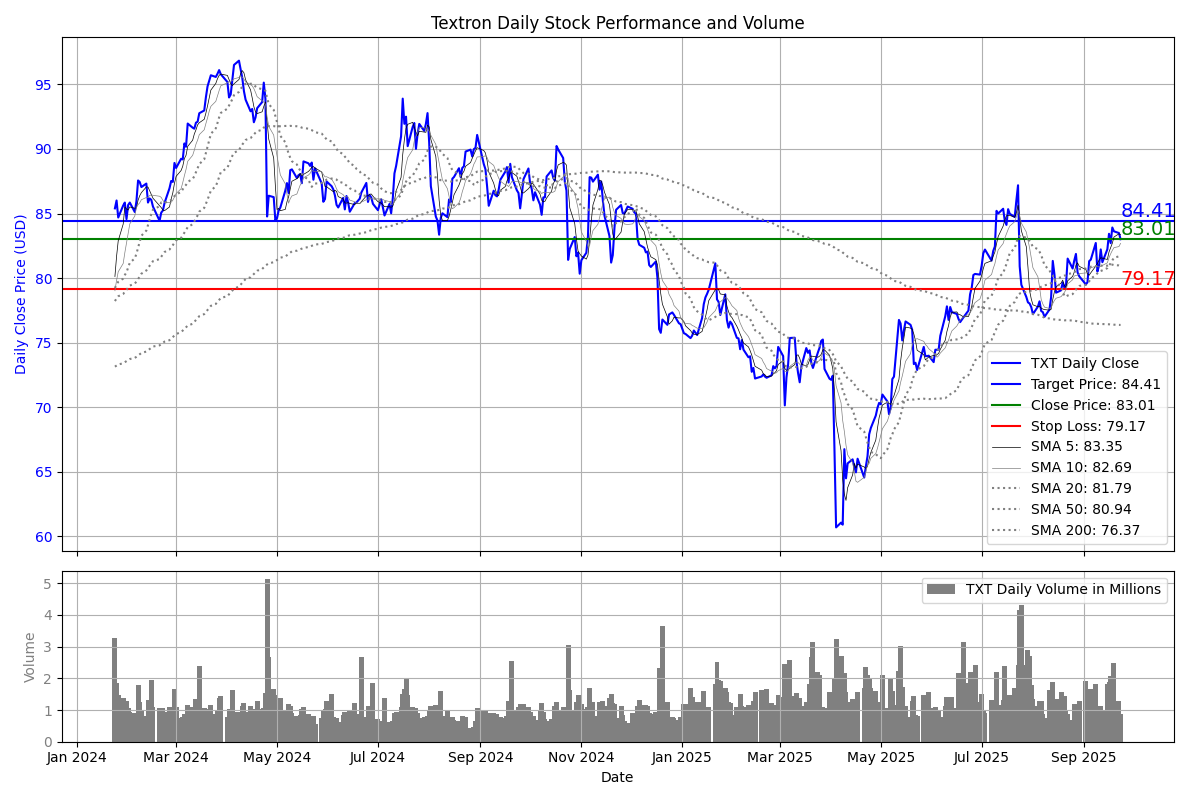 Textron Daily Stock Performance and Volume
Daily Close Price (USD)
95
90
85
80
75
70
65
60
84.41
83.01
79.17
TXT Daily Close
Target Price: 84.41
Close Price: 83.01
Stop Loss: 79.17
SMA 5: 83.35
SMA 10: 82.69
SMA 20: 81.79
SMA 50: 80.94
SMA 200: 76.37
Volume
5
4
3
2
1
0
TXT Daily Volume in Millions
Jan 2024 Mar 2024 May 2024 Jul 2024 Sep 2024 Nov 2024 Jan 2025 Mar 2025 May 2025 Jul 2025 Sep 2025
Date